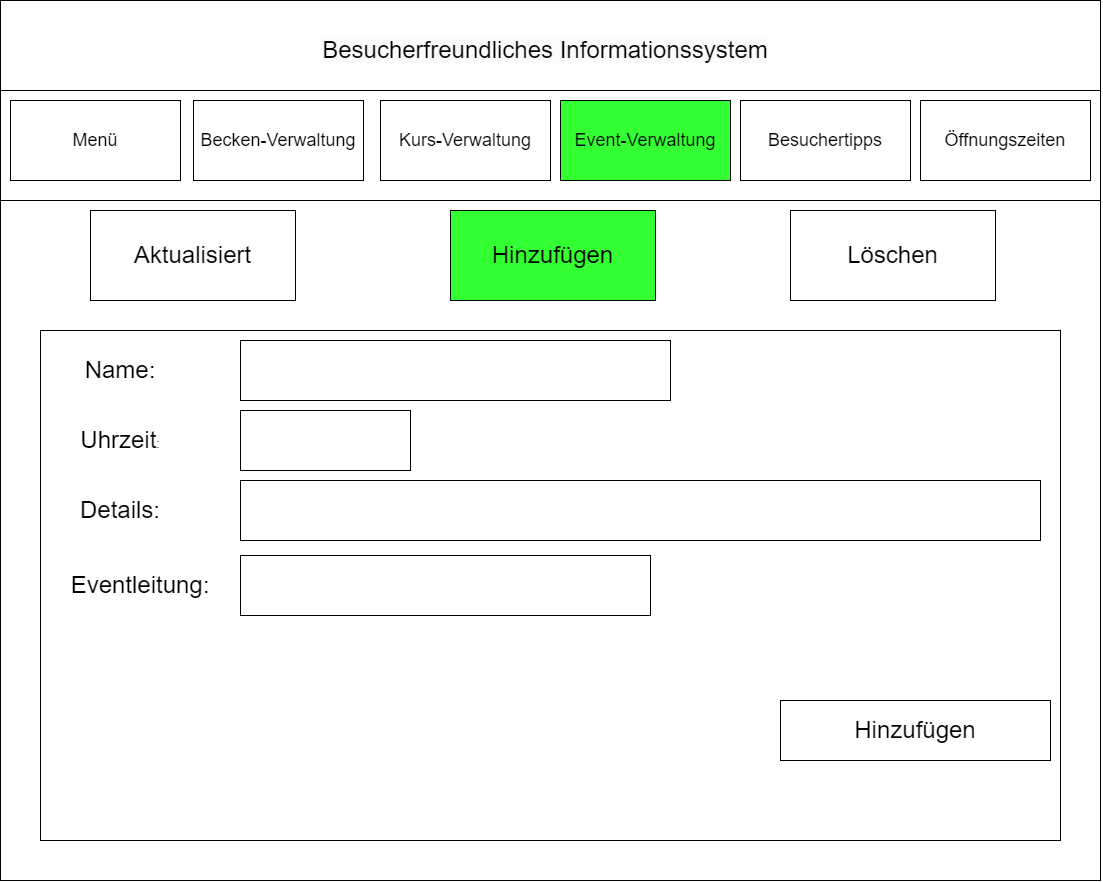 Besucherfreundliches Informationssystem
Menü
Becken-Verwaltung
Kurs-Verwaltung
Event-Verwaltung
Besuchertipps
Öffnungszeiten
Aktualisiert
Hinzufügen
Löschen
Name:
Uhrzeit:
Details:
Eventleitung:
Hinzufügen